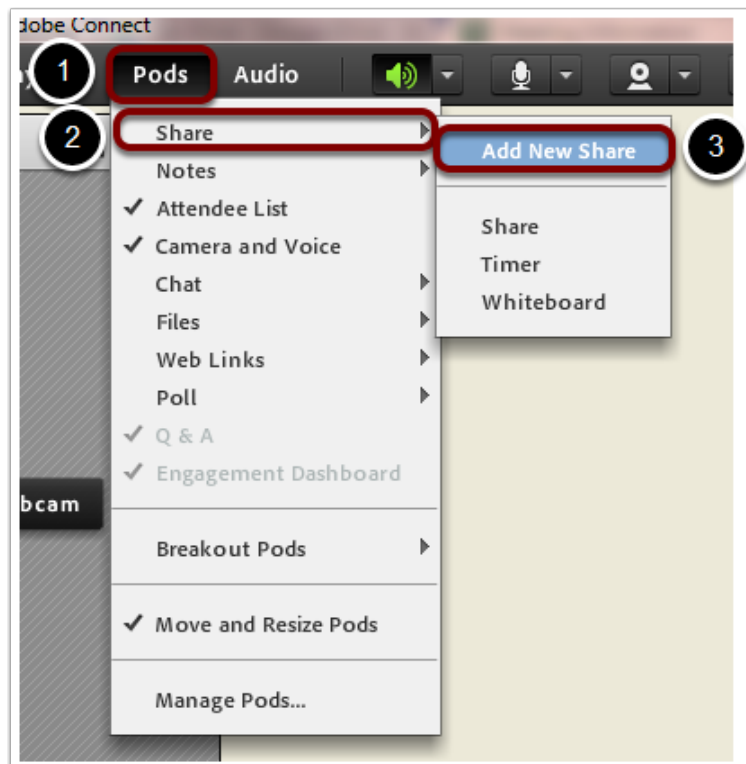 dobe Connect
1
Pods
Audio
2
Share
Add New Share
3
Notes
Attendee List
Share
Camera and Voice
Timer
Chat
Whiteboard
Files
Web Links
Poll
Q & A
Engagement Dashboard
bcam
Breakout Pods
Move and Resize Pods
Manage Pods...